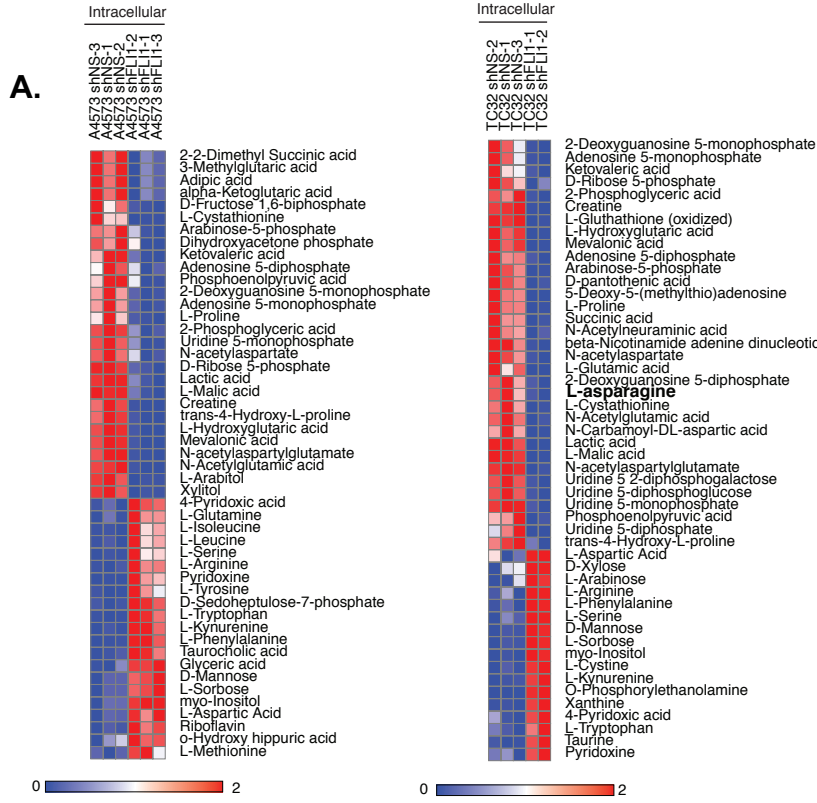 A.
Intracellular
A4573 shNS-3
A4573 shNS-1
A4573 shNS-2
A4573 shFLI1-2
A4573 shFLI1-1
A4573 shFLI1-3
2-2-Dimethyl Succinic acid
3-Methylglutaric acid
Adipic acid
alpha-Ketoglutaric acid
D-Fructose 1,6-biphosphate
L-Cystathionine
Arabinose-5-phosphate
Dihydroxyacetone phosphate
Ketovaleric acid
Adenosine 5-diphosphate
Phosphoenolpyruvic acid
2-Deoxyguanosine 5-monophosphate
Adenosine 5-monophosphate
L-Proline
2-Phosphoglyceric acid
Uridine 5-monophosphate
N-acetylaspartate
D-Ribose 5-phosphate
Lactic acid
L-Malic acid
Creatine
trans-4-Hydroxy-L-proline
L-Hydroxyglutaric acid
Mevalonic acid
N-acetylaspartylglutamate
N-Acetylglutamic acid
L-Arabitol
Xylitol
4-Pyridoxic acid
L-Glutamine
L-Isoleucine
L-Leucine
L-Serine
L-Arginine
Pyridoxine
L-Tyrosine
D-Sedoheptulose-7-phosphate
L-Tryptophan
L-Kynurenine
L-Phenylalanine
Taurocholic acid
Glyceric acid
D-Mannose
L-Sorbose
myo-Inositol
L-Aspartic Acid
Riboflavin
o-Hydroxy hippuric acid
L-Methionine
0 2
Intracellular
TC32 shNS-2
TC32 shNS-1
TC32 shNS-3
TC32 shFLI1-1
TC32 shFLI1-2
2-Deoxyguanosine 5-monophosphate
Adenosine 5-monophosphate
Ketovaleric acid
D-Ribose 5-phosphate
2-Phosphoglyceric acid
Creatine
L-Gluthathione (oxidized)
L-Hydroxyglutaric acid
Mevalonic acid
Adenosine 5-diphosphate
Arabinose-5-phosphate
D-pantothenic acid
5-Deoxy-5-(methylthio)adenosine
L-Proline
Succinic acid
N-Acetylneuraminic acid
beta-Nicotinamide adenine dinucleotid
N-acetylaspartate
L-Glutamic acid
2-Deoxyguanosine 5-diphosphate
L-asparagine
L-Cystathionine
N-Acetylglutamic acid
N-Carbamoyl-DL-aspartic acid
Lactic acid
L-Malic acid
N-acetylaspartylglutamate
Uridine 5 2-diphosphogalactose
Uridine 5-diphosphoglucose
Uridine 5-monophosphate
Phosphoenolpyruvic acid
Uridine 5-diphosphate
trans-4-Hydroxy-L-proline
L-Aspartic Acid
D-Xylose
L-Arabinose
L-Arginine
L-Phenylalanine
L-Serine
D-Mannose
L-Sorbose
myo-Inositol
L-Cystine
L-Kynurenine
O-Phosphorylethanolamine
Xanthine
4-Pyridoxic acid
L-Tryptophan
Taurine
Pyridoxine
0 2